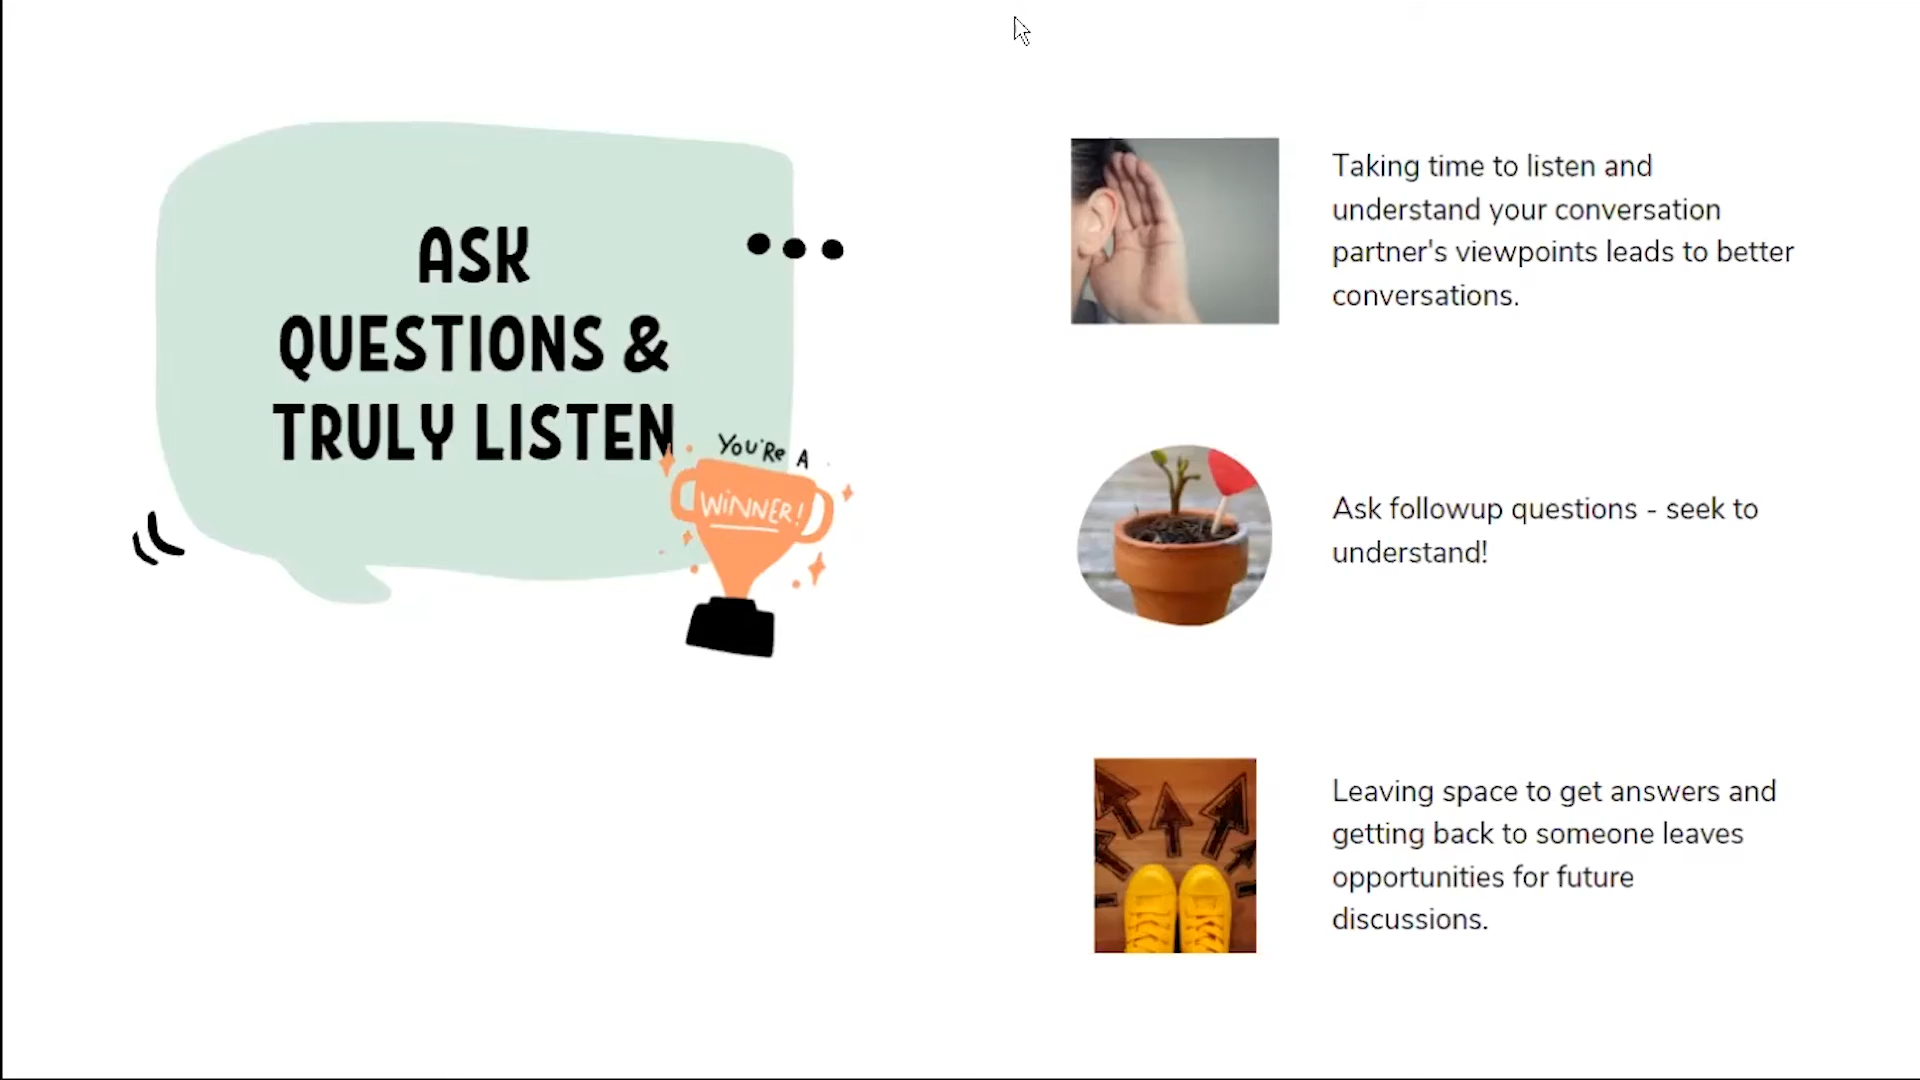 ASK
QUESTIONS &
TRULY LISTEN
YOU'RE A
WINNER!
Taking time to listen and
understand your conversation
partner's viewpoints leads to better
conversations.
Ask followup questions - seek to
understand!
Leaving space to get answers and
getting back to someone leaves
opportunities for future
discussions.